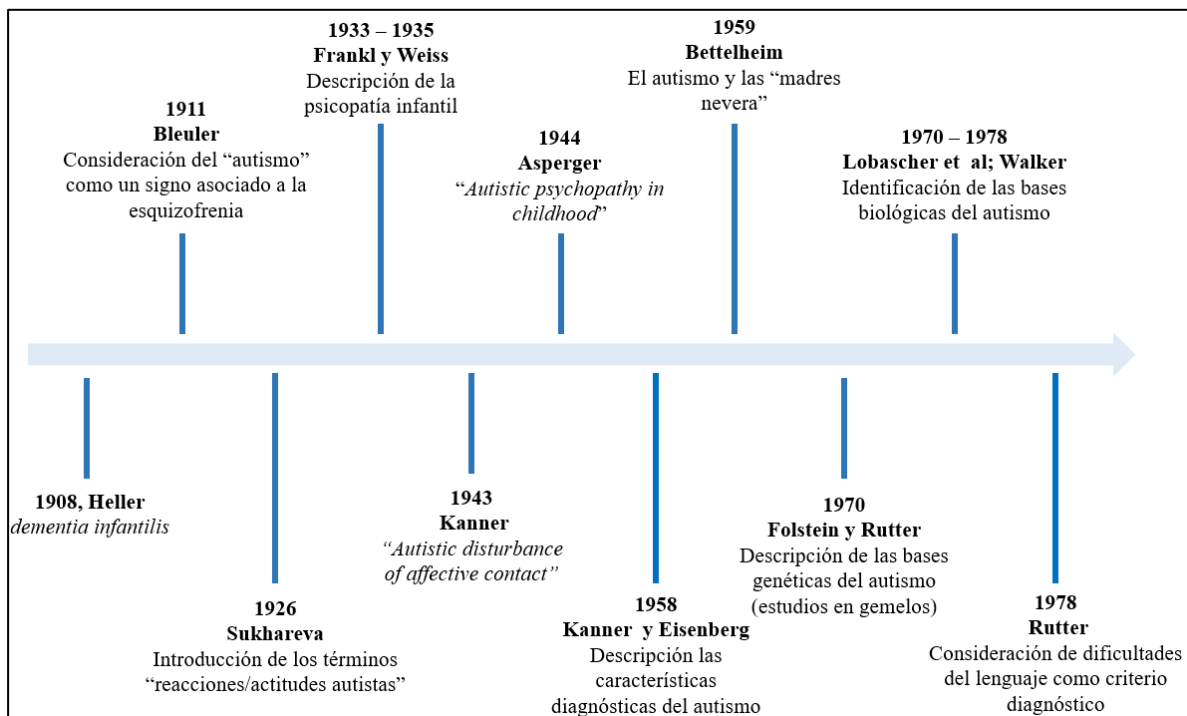 1908, Heller
dementia infantilis
1911
Bleuler
Consideración del “autismo”
como un signo asociado a la
esquizofrenia
1926
Sukhareva
Introducción de los términos
“reacciones/actitudes autistas”
1933 – 1935
Frankl y Weiss
Descripción de la
psicopatía infantil
1943
Kanner
“Autistic disturbance
of affective contact”
1944
Asperger
“Autistic psychopathy in
childhood”
1958
Kanner y Eisenberg
Descripción las
características
diagnósticas del autismo
1959
Bettelheim
El autismo y las “madres
nevera”
1970
Folstein y Rutter
Descripción de las bases
genéticas del autismo
(estudios en gemelos)
1970 – 1978
Lobascher et al; Walker
Identificación de las bases
biológicas del autismo
1978
Rutter
Consideración de dificultades
del lenguaje como criterio
diagnóstico